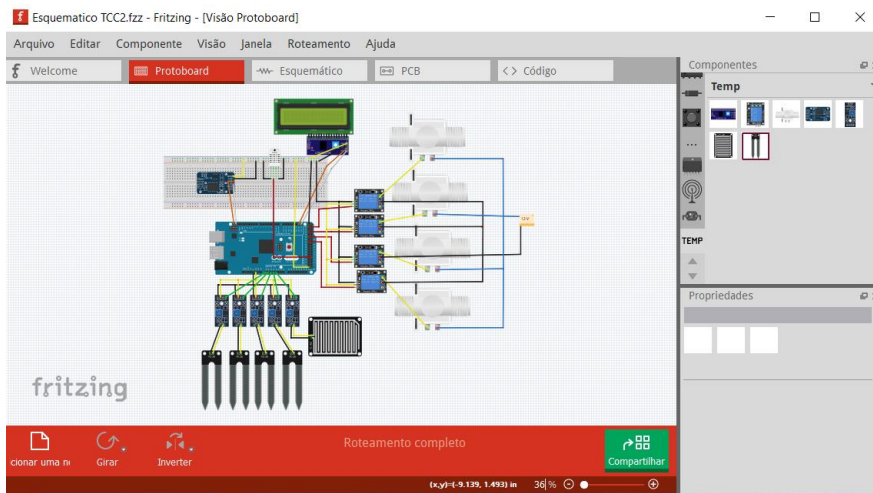 Esquematico TCC2.fzz - Fritzing - [Visão Protoboard]
Arquivo Editar Componente Visão Janela Roteamento Ajuda
Welcome Protoboard Esquemático PCB <> Código
Componentes
Temp
TEMP
Propriedades
12V
fritzing
cionar uma n
Girar
Inverter
Roteamento completo
Compartilhar
(x,y)=(-9.139, 1.493) in 36 %